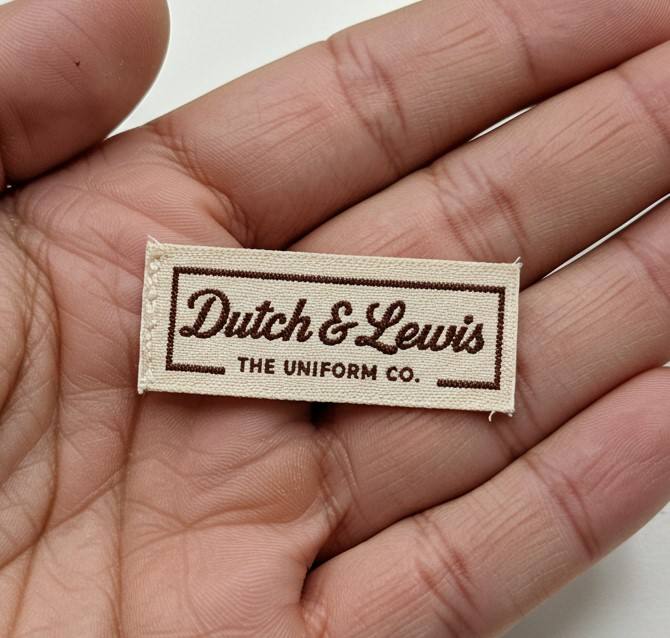 Dutch & Lewis
THE UNIFORM CO.